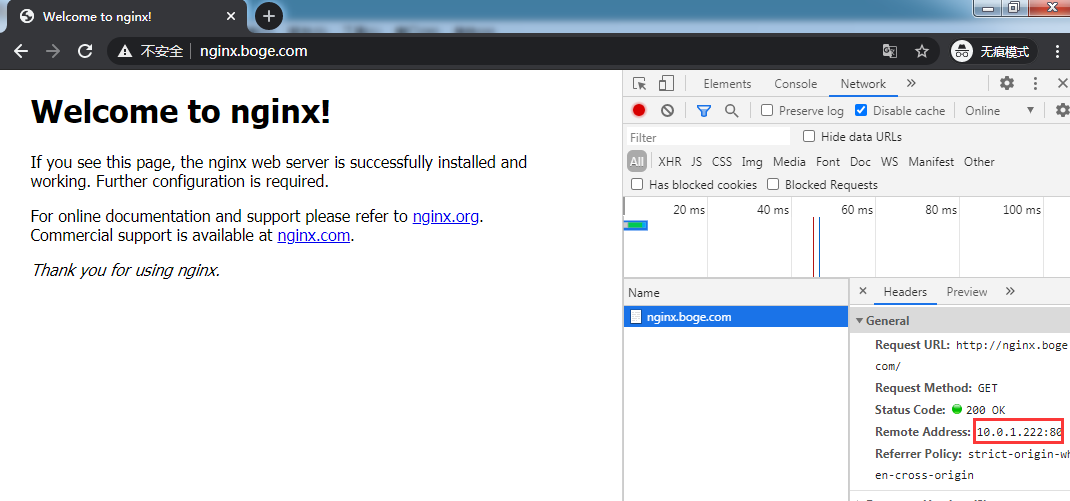 Welcome to nginx!
不安全 nginx.boge.com 无痕模式
Welcome to nginx!
If you see this page, the nginx web server is successfully installed and
working. Further configuration is required.
For online documentation and support please refer to nginx.org.
Commercial support is available at nginx.com.
Thank you for using nginx.
Elements Console Network
Preserve log Disable cache Online
Filter Hide data URLs
All XHR JS CSS Img Media Font Doc WS Manifest Other
Has blocked cookies Blocked Requests
20 ms 40 ms 60 ms 80 ms 100 ms
Name
nginx.boge.com
Headers Preview
General
Request URL: http://nginx.boge
com/
Request Method: GET
Status Code: 200 OK
Remote Address: 10.0.1.222:80
Referrer Policy: strict-origin-wh
en-cross-origin